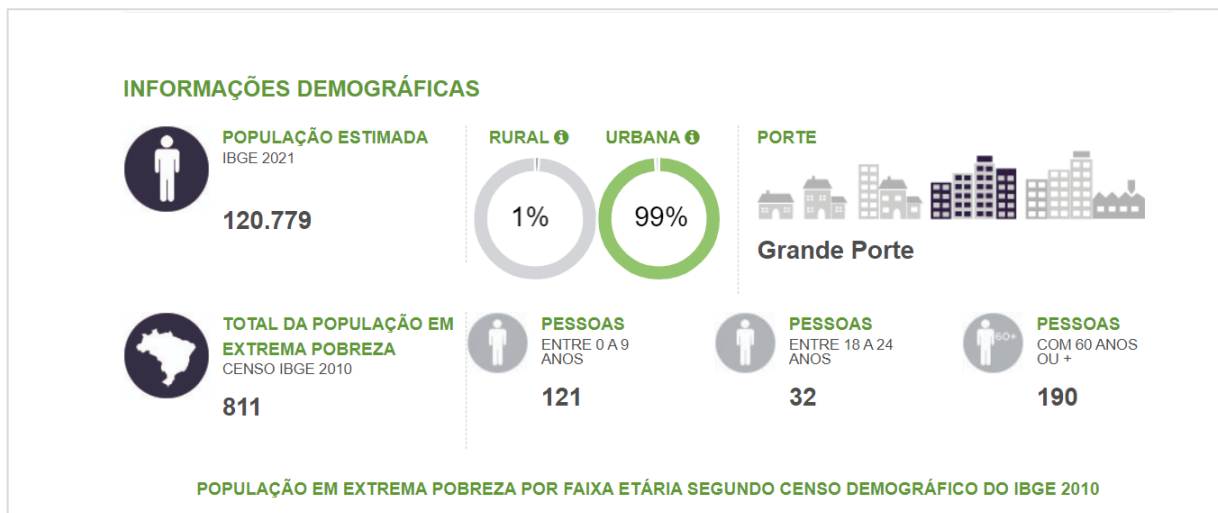 INFORMAÇÕES DEMOGRÁFICAS
POPULAÇÃO ESTIMADA
IBGE 2021
120.779
RURAL
1%
URBANA
99%
PORTE
Grande Porte
TOTAL DA POPULAÇÃO EM
EXTREMA POBREZA
CENSO IBGE 2010
811
PESSOAS
ENTRE 0 A 9
ANOS
121
PESSOAS
ENTRE 18 A 24
ANOS
32
60+
PESSOAS
COM 60 ANOS
OU +
190
POPULAÇÃO EM EXTREMA POBREZA POR FAIXA ETÁRIA SEGUNDO CENSO DEMOGRÁFICO DO IBGE 2010